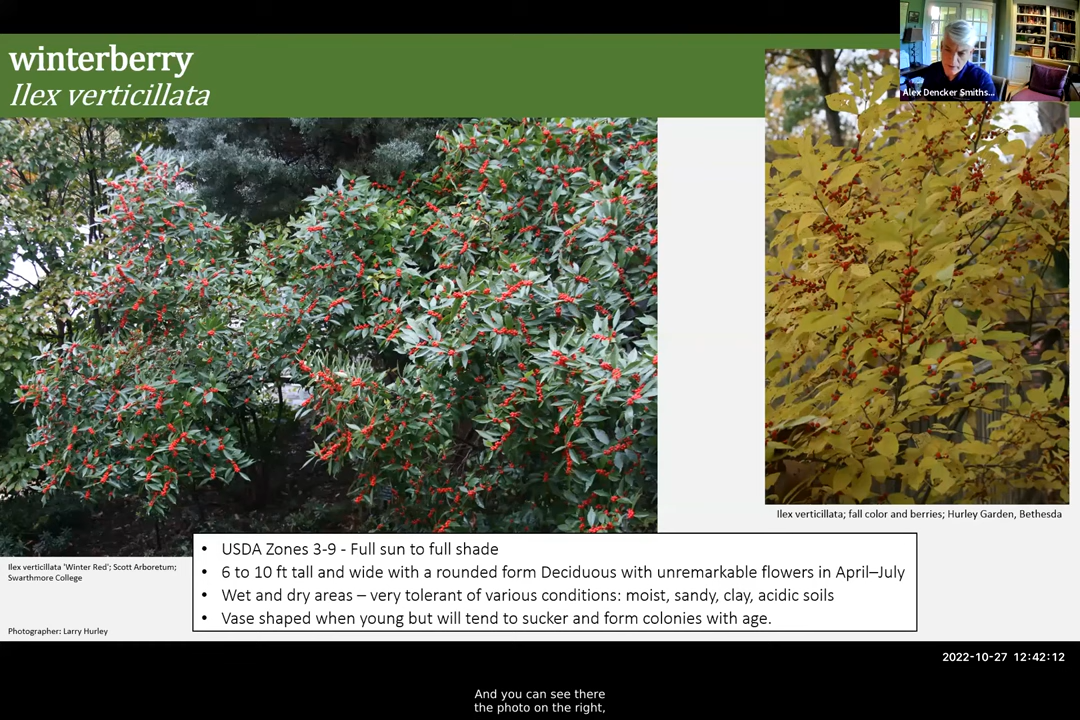 winterberry
Ilex verticillata
Alex Dencker Smiths...
Ilex verticillata; fall color and berries; Hurley Garden, Bethesda
• USDA Zones 3-9 - Full sun to full shade
• 6 to 10 ft tall and wide with a rounded form Deciduous with unremarkable flowers in April–July
• Wet and dry areas – very tolerant of various conditions: moist, sandy, clay, acidic soils
• Vase shaped when young but will tend to sucker and form colonies with age.
Ilex verticillata 'Winter Red'; Scott Arboretum;
Swarthmore College
Photographer: Larry Hurley
2022-10-27 12:42:12
And you can see there
the photo on the right,